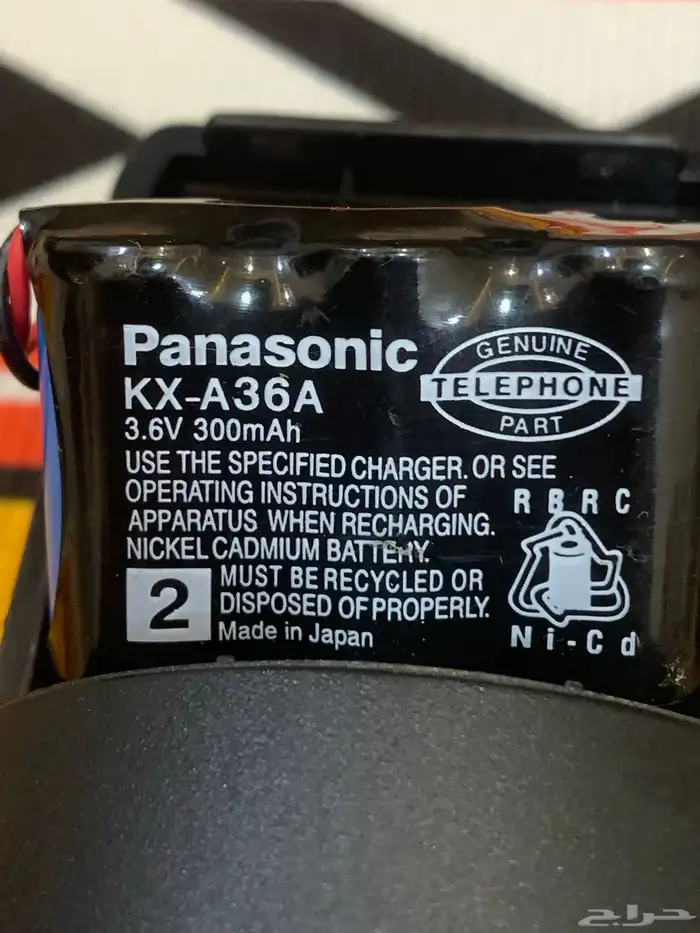 Panasonic
KX-A36A
3.6V 300mAh
GENUINE
TELEPHONE
PART
USE THE SPECIFIED CHARGER. OR SEE
OPERATING INSTRUCTIONS OF
APPARATUS WHEN RECHARGING.
NICKEL CADMIUM BATTERY.
2
MUST BE RECYCLED OR
DISPOSED OF PROPERLY.
Made in Japan
RBRC
Ni-Cd
حراج